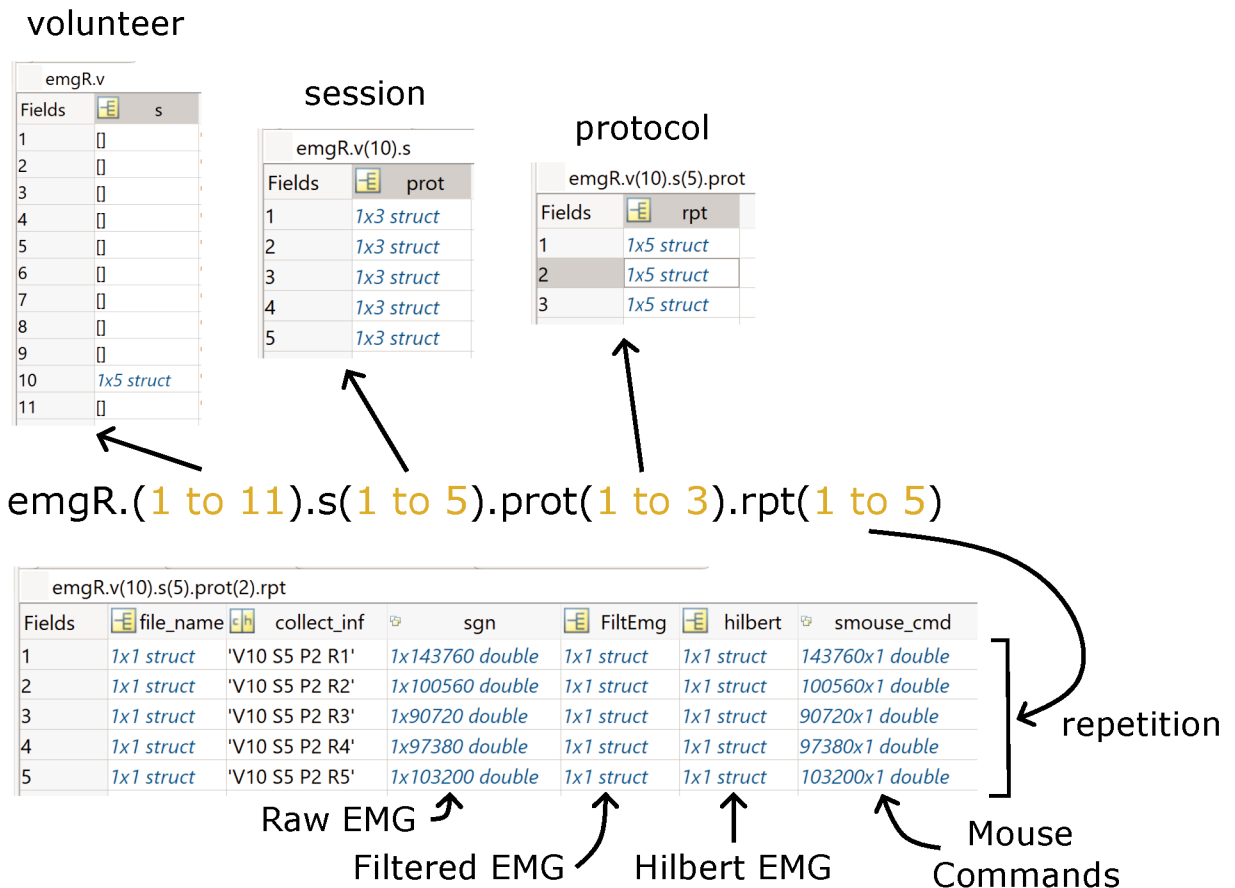 volunteer
emgR.v
Fields s
1 []
2 []
3 []
4 []
5 []
6 []
7 []
8 []
9 []
10 1x5 struct
11 []
session
emgR.v(10).s
Fields prot
1 1x3 struct
2 1x3 struct
3 1x3 struct
4 1x3 struct
5 1x3 struct
protocol
emgR.v(10).s(5).prot
Fields rpt
1 1x5 struct
2 1x5 struct
3 1x5 struct
emgR.(1 to 11).s(1 to 5).prot(1 to 3).rpt(1 to 5)
emgR.v(10).s(5).prot(2).rpt
Fields file_name ch collect_inf sgn FiltEmg hilbert smouse_cmd
1 1x1 struct 'V10 S5 P2 R1' 1x143760 double 1x1 struct 1x1 struct 143760x1 double
2 1x1 struct 'V10 S5 P2 R2' 1x100560 double 1x1 struct 1x1 struct 100560x1 double
3 1x1 struct 'V10 S5 P2 R3' 1x90720 double 1x1 struct 1x1 struct 90720x1 double
4 1x1 struct 'V10 S5 P2 R4' 1x97380 double 1x1 struct 1x1 struct 97380x1 double
5 1x1 struct 'V10 S5 P2 R5' 1x103200 double 1x1 struct 1x1 struct 103200x1 double
repetition
Raw EMG
Filtered EMG
Hilbert EMG
Mouse
Commands